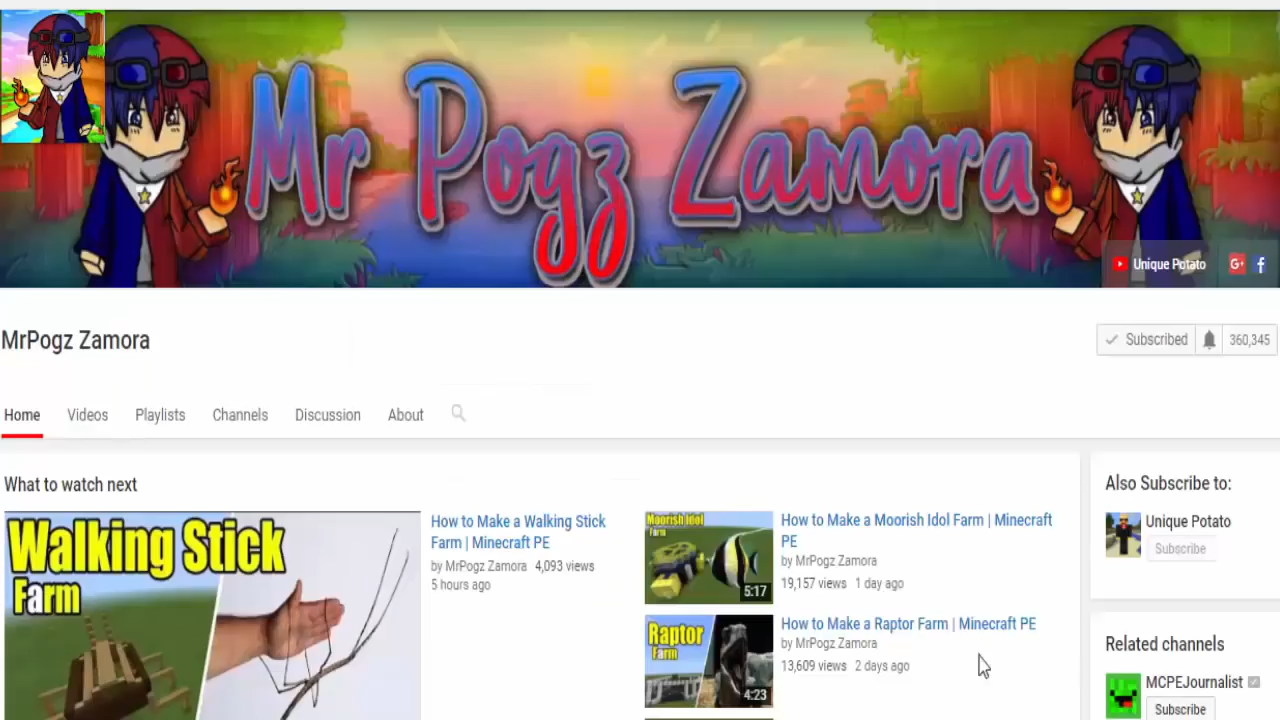 Mr Pogz Zamora
Unique Potato
G+ f
MrPogz Zamora
Subscribed 360,345
Home Videos Playlists Channels Discussion About
What to watch next
Walking Stick
Farm
How to Make a Walking Stick
Farm | Minecraft PE
by MrPogz Zamora 4,093 views
5 hours ago
Moorish Idol
Farm
5:17
How to Make a Moorish Idol Farm | Minecraft
PE
by MrPogz Zamora
19,157 views 1 day ago
Raptor
Farm
4:23
How to Make a Raptor Farm | Minecraft PE
by MrPogz Zamora
13,609 views 2 days ago
Also Subscribe to:
Unique Potato
Subscribe
Related channels
MCPEJournalist
Subscribe